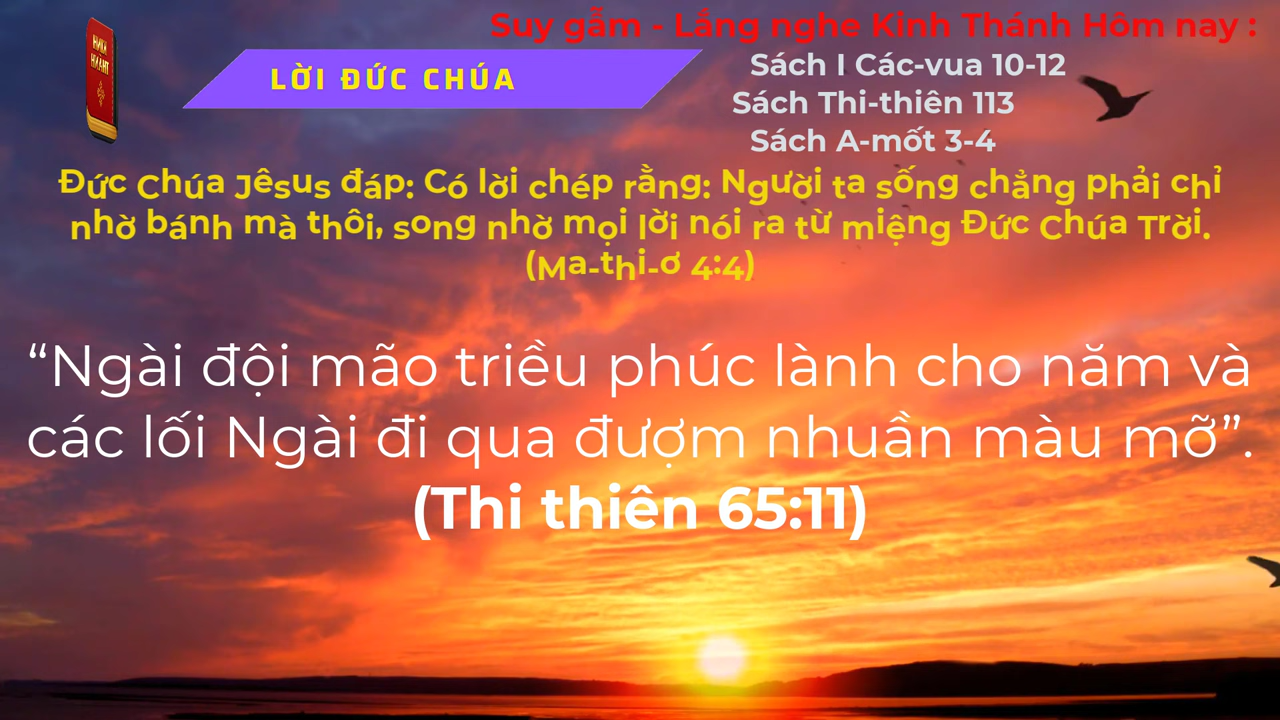 Suy gẫm - Lắng nghe Kinh Thánh Hôm nay :
KINH
THÁNH
LỜI ĐỨC CHÚA
Sách I Các-vua 10-12
Sách Thi-thiên 113
Sách A-mốt 3-4
Đức Chúa Jêsus đáp: Có lời chép rằng: Người ta sống chẳng phải chỉ
nhờ bánh mà thôi, song nhờ mọi lời nói ra từ miệng Đức Chúa Trời.
(Ma-thi-ơ 4:4)
“Ngài đội mão triều phúc lành cho năm và
các lối Ngài đi qua đượm nhuần màu mỡ”.
(Thi thiên 65:11)